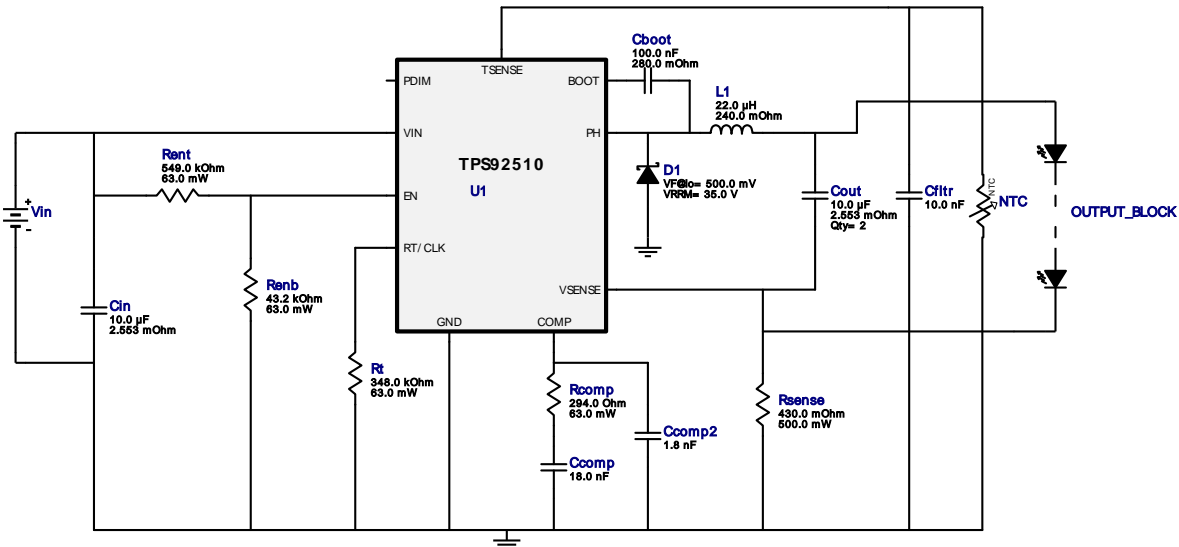 Cboot
100.0 nF
280.0 mOhm
TSENSE
PDIM
BOOT
L1
22.0 µH
240.0 mOhm
VIN
PH
Rent
549.0 kOhm
63.0 mW
TPS92510
U1
D1
VF@Io= 500.0 mV
VRRM= 35.0 V
EN
Cout
10.0 µF
2.553 mOhm
Qty= 2
Cfltr
10.0 nF
NTC
NTC
OUTPUT_BLOCK
+
Vin
-
RT/ CLK
Renb
43.2 kOhm
63.0 mW
VSENSE
Cin
10.0 µF
2.553 mOhm
GND
COMP
Rt
348.0 kOhm
63.0 mW
Rcomp
294.0 Ohm
63.0 mW
Rsense
430.0 mOhm
500.0 mW
Ccomp2
1.8 nF
Ccomp
18.0 nF